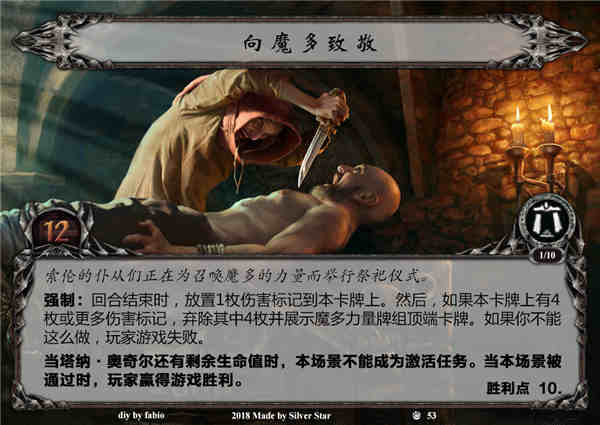 向魔多致敬
12
1/10
索伦的仆从们正在为召唤魔多的力量而举行祭祀仪式。
强制：回合结束时，放置1枚伤害标记到本卡牌上。然后，如果本卡牌上有4
枚或更多伤害标记，弃除其中4枚并展示魔多力量牌组顶端卡牌。如果你不能
这么做，玩家游戏失败。
当塔纳·奥奇尔还有剩余生命值时，本场景不能成为激活任务。当本场景被
通过时，玩家赢得游戏胜利。
胜利点 10.
diy by fabio 2018 Made by Silver Star 53